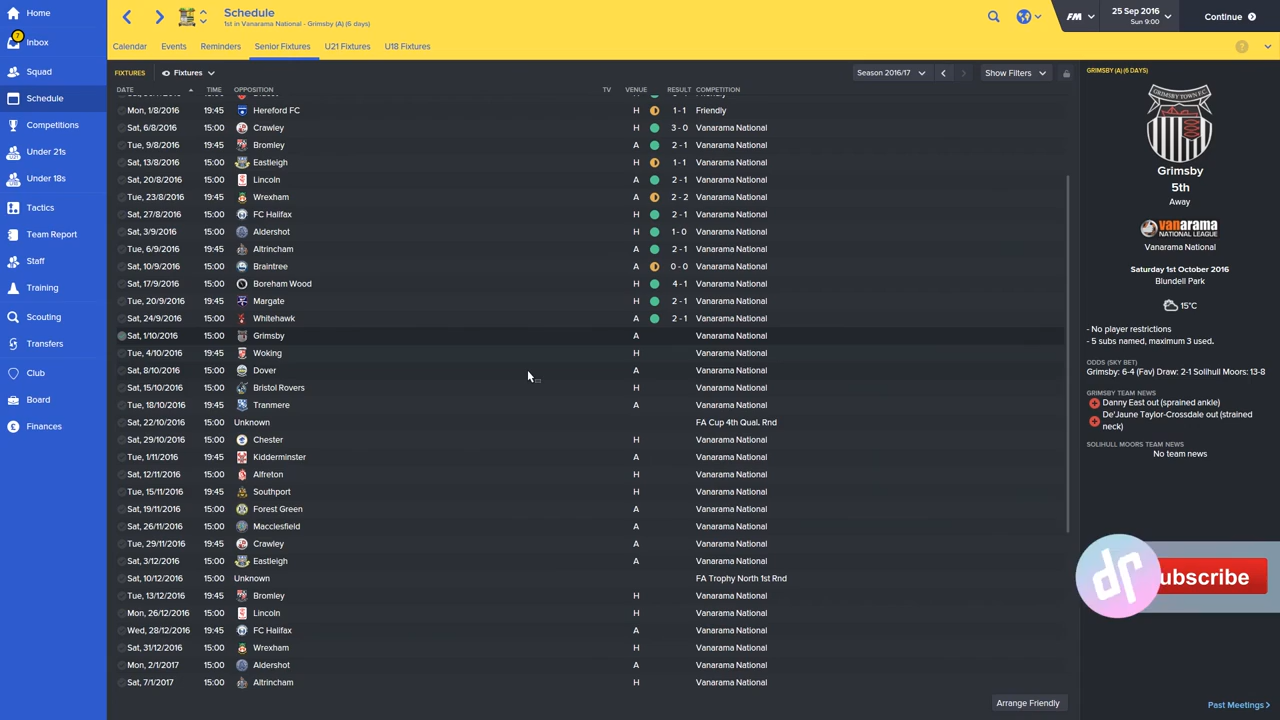 Home
Inbox
7
Squad
Schedule
Competitions
Under 21s
Under 18s
Tactics
Team Report
Staff
Training
Scouting
Transfers
Club
Board
Finances
Schedule
1st in Vanarama National - Grimsby (A) (6 days)
FM
25 Sep 2016
Sun 9:00
Continue
Calendar Events Reminders Senior Fixtures U21 Fixtures U18 Fixtures
FIXTURES Fixtures Season 2016/17 Show Filters
DATE TIME OPPOSITION TV VENUE RESULT COMPETITION
Mon, 1/8/2016 19:45 Hereford FC H 1-1 Friendly
Sat, 6/8/2016 15:00 Crawley H 3 - 0 Vanarama National
Tue, 9/8/2016 19:45 Bromley A 2 - 1 Vanarama National
Sat, 13/8/2016 15:00 Eastleigh H 1-1 Vanarama National
Sat, 20/8/2016 15:00 Lincoln A 2 - 1 Vanarama National
Tue, 23/8/2016 19:45 Wrexham A 2 - 2 Vanarama National
Sat, 27/8/2016 15:00 FC Halifax H 2 - 1 Vanarama National
Sat, 3/9/2016 15:00 Aldershot H 1 - 0 Vanarama National
Tue, 6/9/2016 19:45 Altrincham A 2 - 1 Vanarama National
Sat, 10/9/2016 15:00 Braintree A 0 - 0 Vanarama National
Sat, 17/9/2016 15:00 Boreham Wood H 4 - 1 Vanarama National
Tue, 20/9/2016 19:45 Margate H 2 - 1 Vanarama National
Sat, 24/9/2016 15:00 Whitehawk A 2 - 1 Vanarama National
Sat, 1/10/2016 15:00 Grimsby A Vanarama National
Tue, 4/10/2016 19:45 Woking H Vanarama National
Sat, 8/10/2016 15:00 Dover A Vanarama National
Sat, 15/10/2016 15:00 Bristol Rovers H Vanarama National
Tue, 18/10/2016 19:45 Tranmere A Vanarama National
Sat, 22/10/2016 15:00 Unknown FA Cup 4th Qual. Rnd
Sat, 29/10/2016 15:00 Chester H Vanarama National
Tue, 1/11/2016 19:45 Kidderminster A Vanarama National
Sat, 12/11/2016 15:00 Alfreton H Vanarama National
Tue, 15/11/2016 19:45 Southport H Vanarama National
Sat, 19/11/2016 15:00 Forest Green A Vanarama National
Sat, 26/11/2016 15:00 Macclesfield A Vanarama National
Tue, 29/11/2016 19:45 Crawley A Vanarama National
Sat, 3/12/2016 15:00 Eastleigh A Vanarama National
Sat, 10/12/2016 15:00 Unknown FA Trophy North 1st Rnd
Tue, 13/12/2016 19:45 Bromley H Vanarama National
Mon, 26/12/2016 15:00 Lincoln H Vanarama National
Wed, 28/12/2016 19:45 FC Halifax A Vanarama National
Sat, 31/12/2016 15:00 Wrexham H Vanarama National
Mon, 2/1/2017 15:00 Aldershot A Vanarama National
Sat, 7/1/2017 15:00 Altrincham H Vanarama National
Arrange Friendly
GRIMSBY (A) (6 DAYS)
GRIMSBY TOWN F.C.
Grimsby
5th
Away
vanarama
NATIONAL LEAGUE
Vanarama National
Saturday 1st October 2016
Blundell Park
15°C
- No player restrictions
- 5 subs named, maximum 3 used.
ODDS (SKY BET)
Grimsby: 6-4 (Fav) Draw: 2-1 Solihull Moors: 13-8
GRIMSBY TEAM NEWS
Danny East out (sprained ankle)
De'Jaune Taylor-Crossdale out (strained
neck)
SOLIHULL MOORS TEAM NEWS
No team news
dr
ubscribe
Past Meetings >